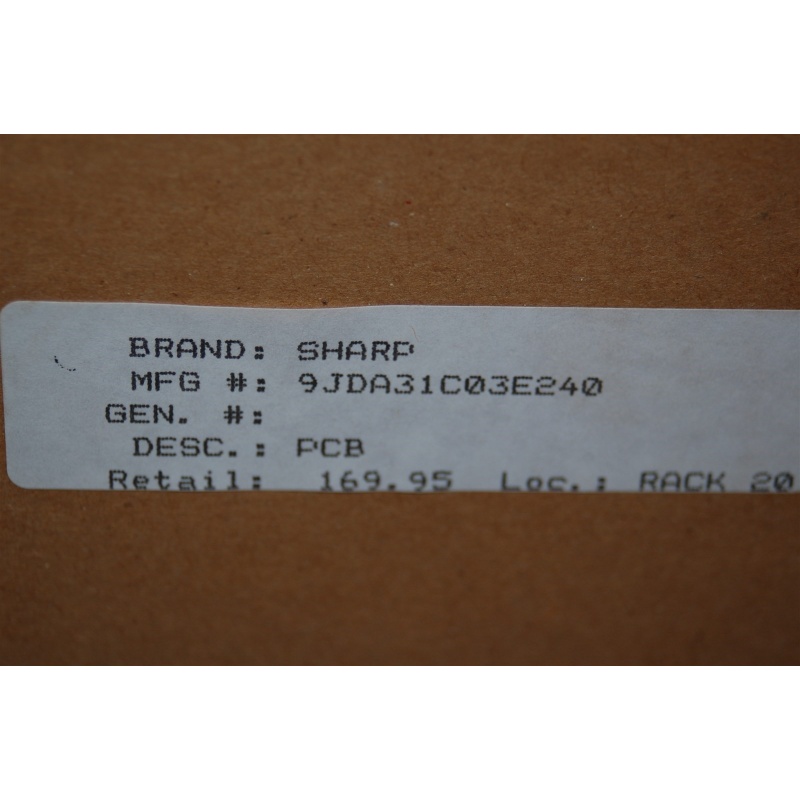 BRAND: SHARP
MFG #: 9JDA31C03E240
GEN. #:
DESC.: PCB
Retail: 169.95 Loc.: RACK 20